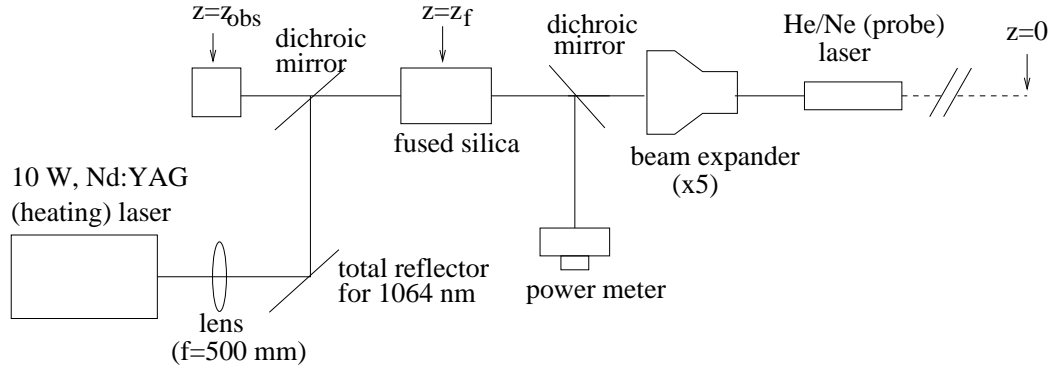 z=z_obs
dichroic
mirror
z=z_f
fused silica
dichroic
mirror
He/Ne (probe)
laser
z=0
beam expander
(x5)
10 W, Nd:YAG
(heating) laser
lens
(f=500 mm)
total reflector
for 1064 nm
power meter